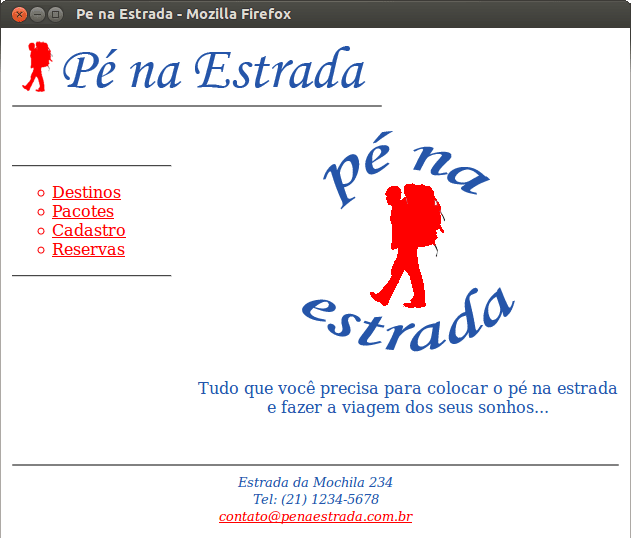 Pe na Estrada - Mozilla Firefox
Pé na Estrada
Destinos
Pacotes
Cadastro
Reservas
pé na
estrada
Tudo que você precisa para colocar o pé na estrada
e fazer a viagem dos seus sonhos...
Estrada da Mochila 234
Tel: (21) 1234-5678
contato@penaestrada.com.br